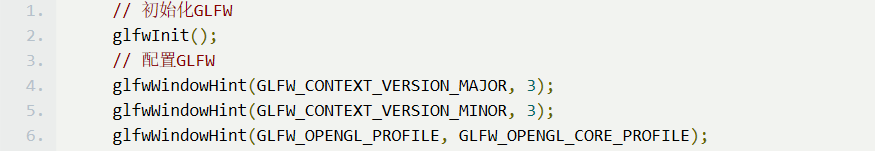 1. // 初始化GLFW
2. glfwInit();
3. // 配置GLFW
4. glfwWindowHint(GLFW_CONTEXT_VERSION_MAJOR, 3);
5. glfwWindowHint(GLFW_CONTEXT_VERSION_MINOR, 3);
6. glfwWindowHint(GLFW_OPENGL_PROFILE, GLFW_OPENGL_CORE_PROFILE);